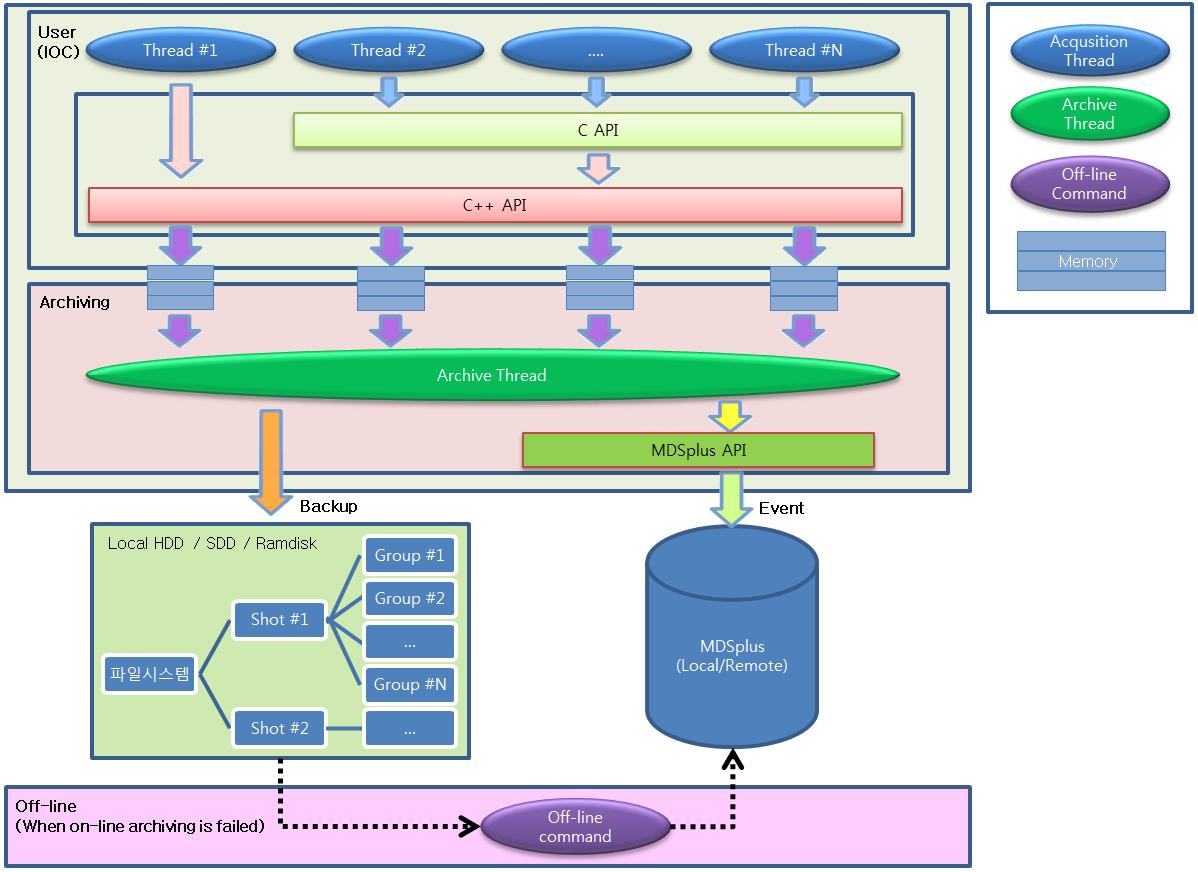 User
(IOC)
Thread #1
Thread #2
....
Thread #N
C API
C++ API
Archiving
Archive Thread
MDSplus API
Backup
Event
Local HDD / SDD / Ramdisk
파일시스템
Shot #1
Shot #2
Group #1
Group #2
...
Group #N
...
MDSplus
(Local/Remote)
Off-line
(When on-line archiving is failed)
Off-line
command
Acqusition
Thread
Archive
Thread
Off-line
Command
Memory